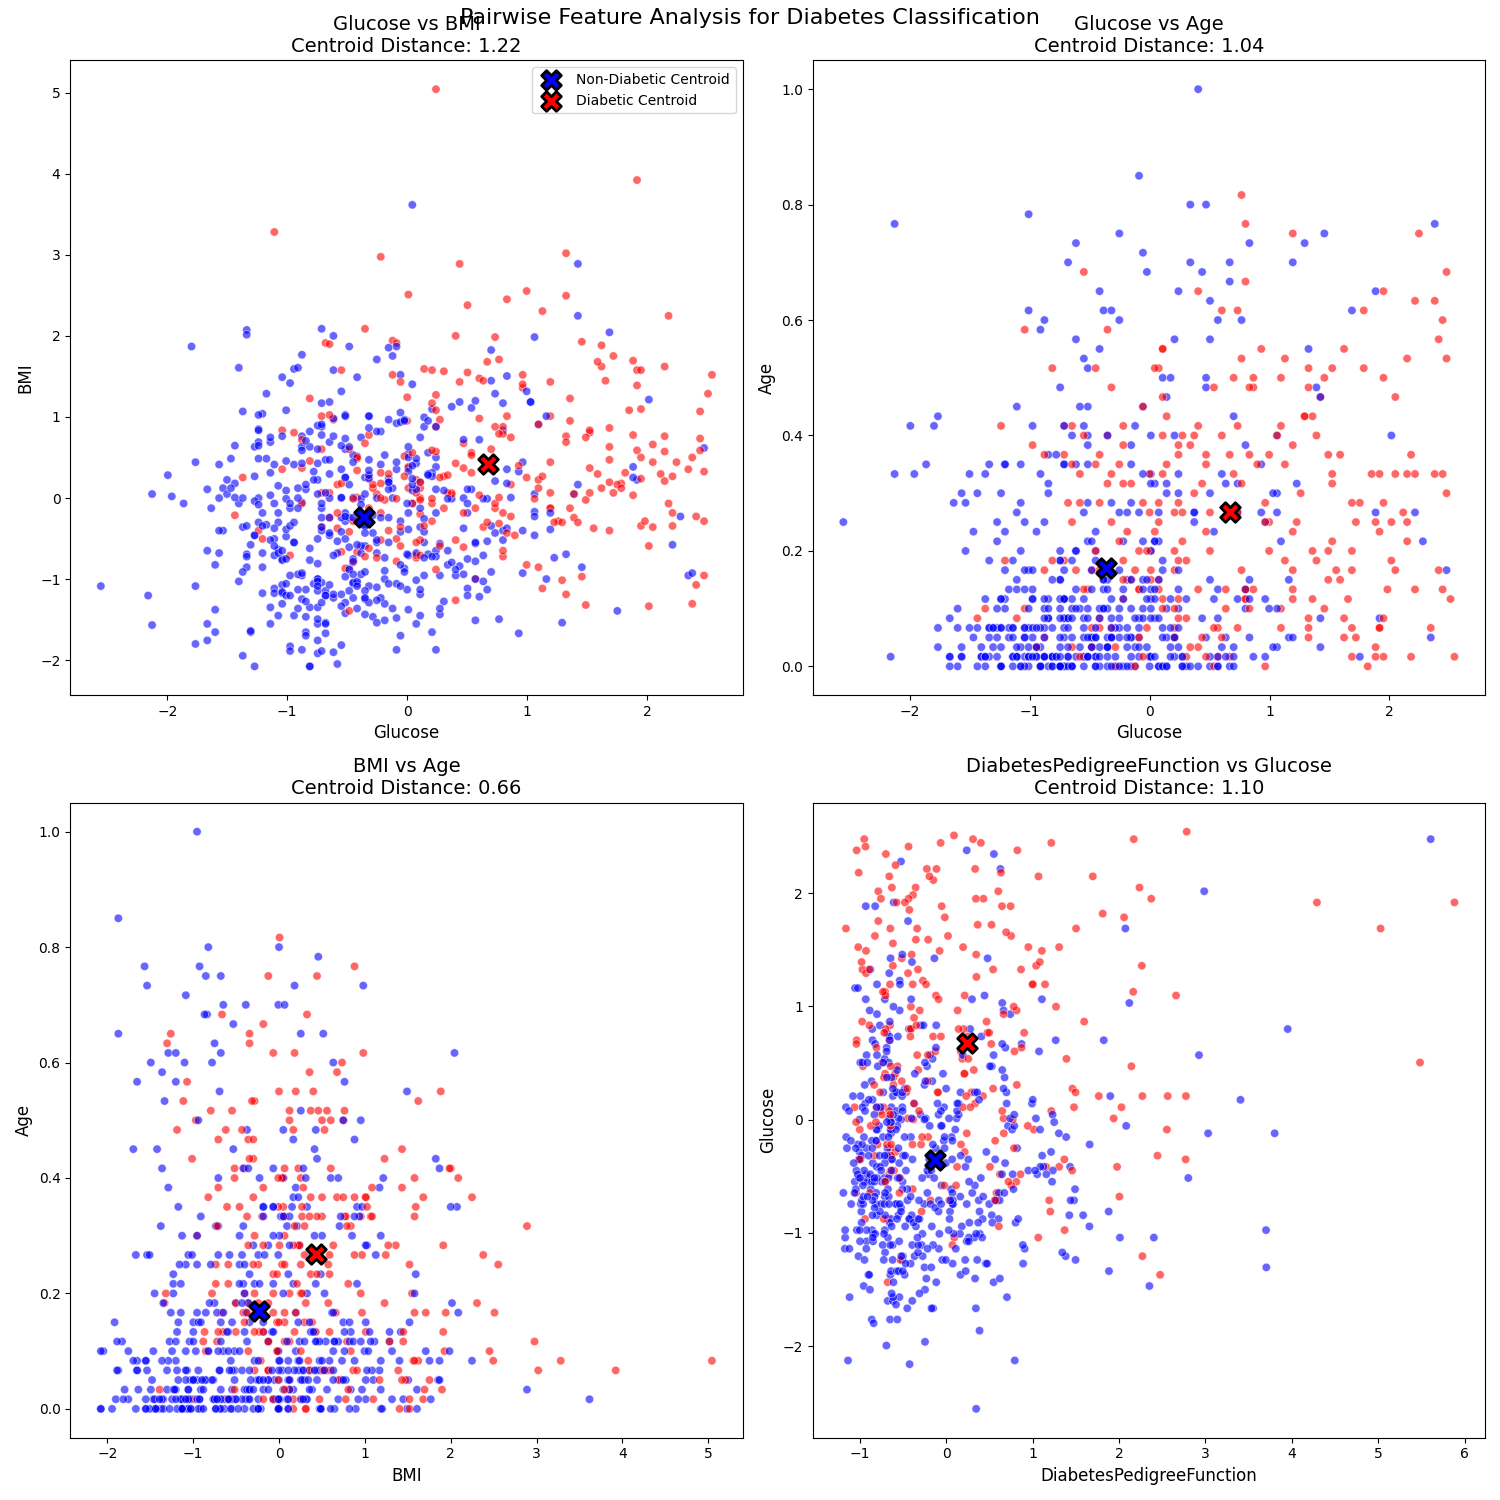 Pairwise Feature Analysis for Diabetes Classification
Glucose vs BMI
Centroid Distance: 1.22
Non-Diabetic Centroid
Diabetic Centroid
5
4
3
2
1
0
−1
−2
BMI
−2 −1 0 1 2
Glucose
Glucose vs Age
Centroid Distance: 1.04
1.0
0.8
0.6
0.4
0.2
0.0
Age
−2 −1 0 1 2
Glucose
BMI vs Age
Centroid Distance: 0.66
1.0
0.8
0.6
0.4
0.2
0.0
Age
−2 −1 0 1 2 3 4 5
BMI
DiabetesPedigreeFunction vs Glucose
Centroid Distance: 1.10
2
1
0
−1
−2
Glucose
−1 0 1 2 3 4 5 6
DiabetesPedigreeFunction